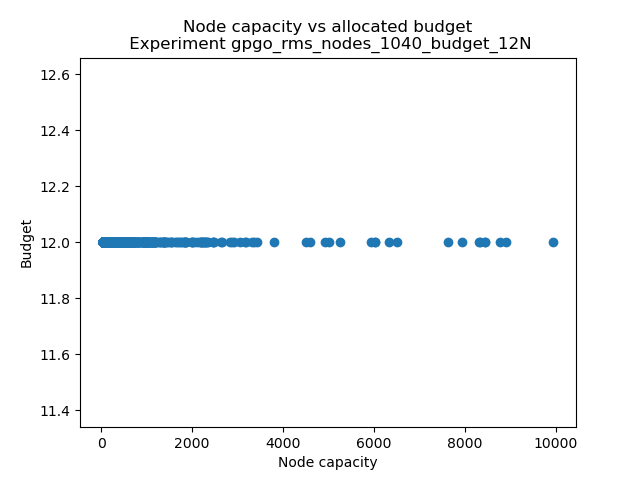 Node capacity vs allocated budget
Experiment gpgo_rms_nodes_1040_budget_12N
12.6
12.4
12.2
12.0
11.8
11.6
11.4
Budget
0 2000 4000 6000 8000 10000
Node capacity